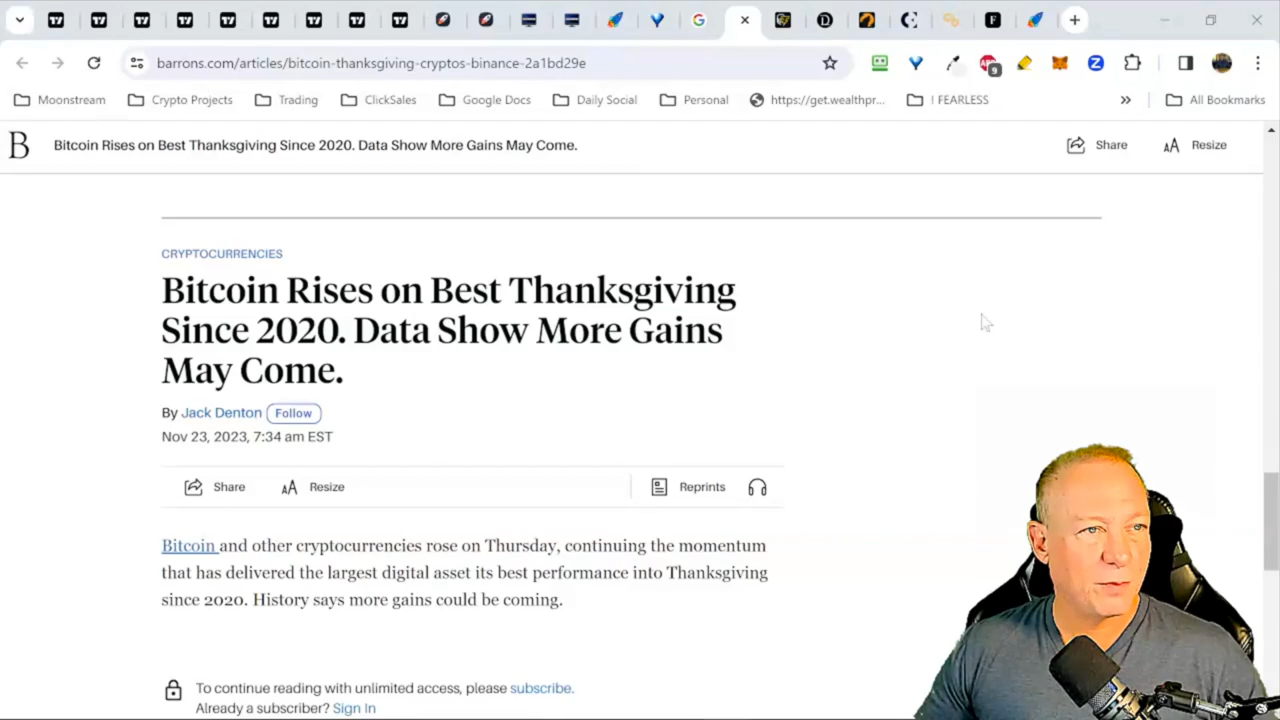 barrons.com/articles/bitcoin-thanksgiving-cryptos-binance-2a1bd29e
9
Moonstream
Crypto Projects
Trading
ClickSales
Google Docs
Daily Social
Personal
https://get.wealthpr...
! FEARLESS
»
All Bookmarks
B
Bitcoin Rises on Best Thanksgiving Since 2020. Data Show More Gains May Come.
Share
AA Resize
CRYPTOCURRENCIES
Bitcoin Rises on Best Thanksgiving
Since 2020. Data Show More Gains
May Come.
By Jack Denton Follow
Nov 23, 2023, 7:34 am EST
Share
AA Resize
Reprints
Bitcoin and other cryptocurrencies rose on Thursday, continuing the momentum
that has delivered the largest digital asset its best performance into Thanksgiving
since 2020. History says more gains could be coming.
To continue reading with unlimited access, please subscribe.
Already a subscriber? Sign In